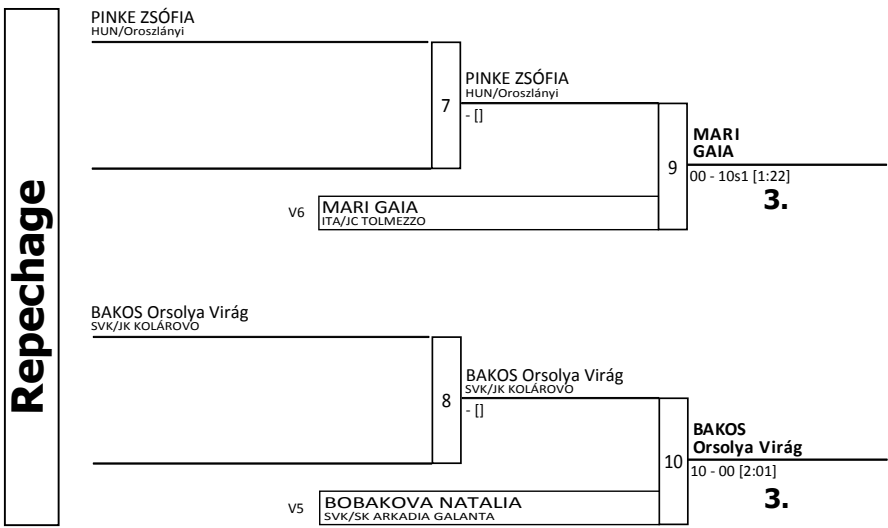 Repechage
PINKE ZSÓFIA
HUN/Oroszlányi
7
PINKE ZSÓFIA
HUN/Oroszlányi
- []
V6
MARI GAIA
ITA/JC TOLMEZZO
9
MARI
GAIA
00 - 10s1 [1:22]
3.
BAKOS Orsolya Virág
SVK/JK KOLÁROVO
8
BAKOS Orsolya Virág
SVK/JK KOLÁROVO
- []
V5
BOBAKOVA NATALIA
SVK/SK ARKADIA GALANTA
10
BAKOS
Orsolya Virág
10 - 00 [2:01]
3.